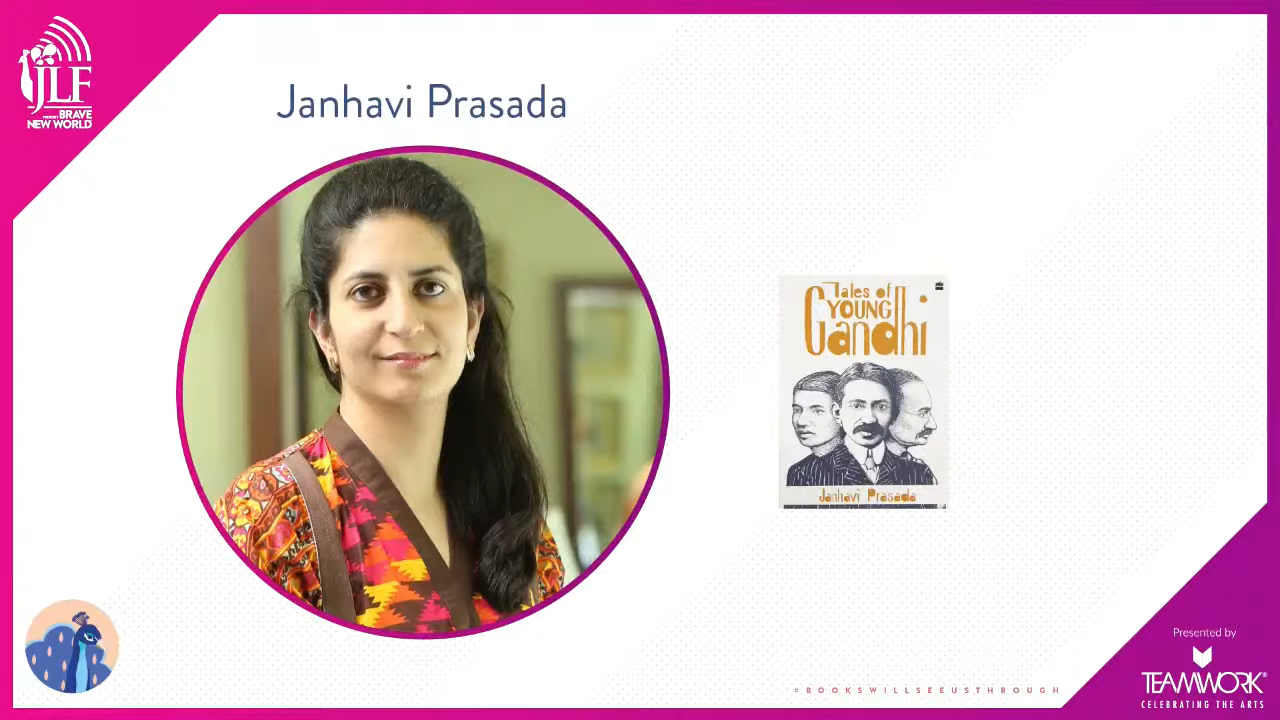 JLF
PRESENTS BRAVE
NEW WORLD
Janhavi Prasada
Tales of
YOUNG
Gandhi
Janhavi Prasada
#BOOKSWILLSEEUSTHROUGH
Presented by
TEAMWORK®
CELEBRATING THE ARTS